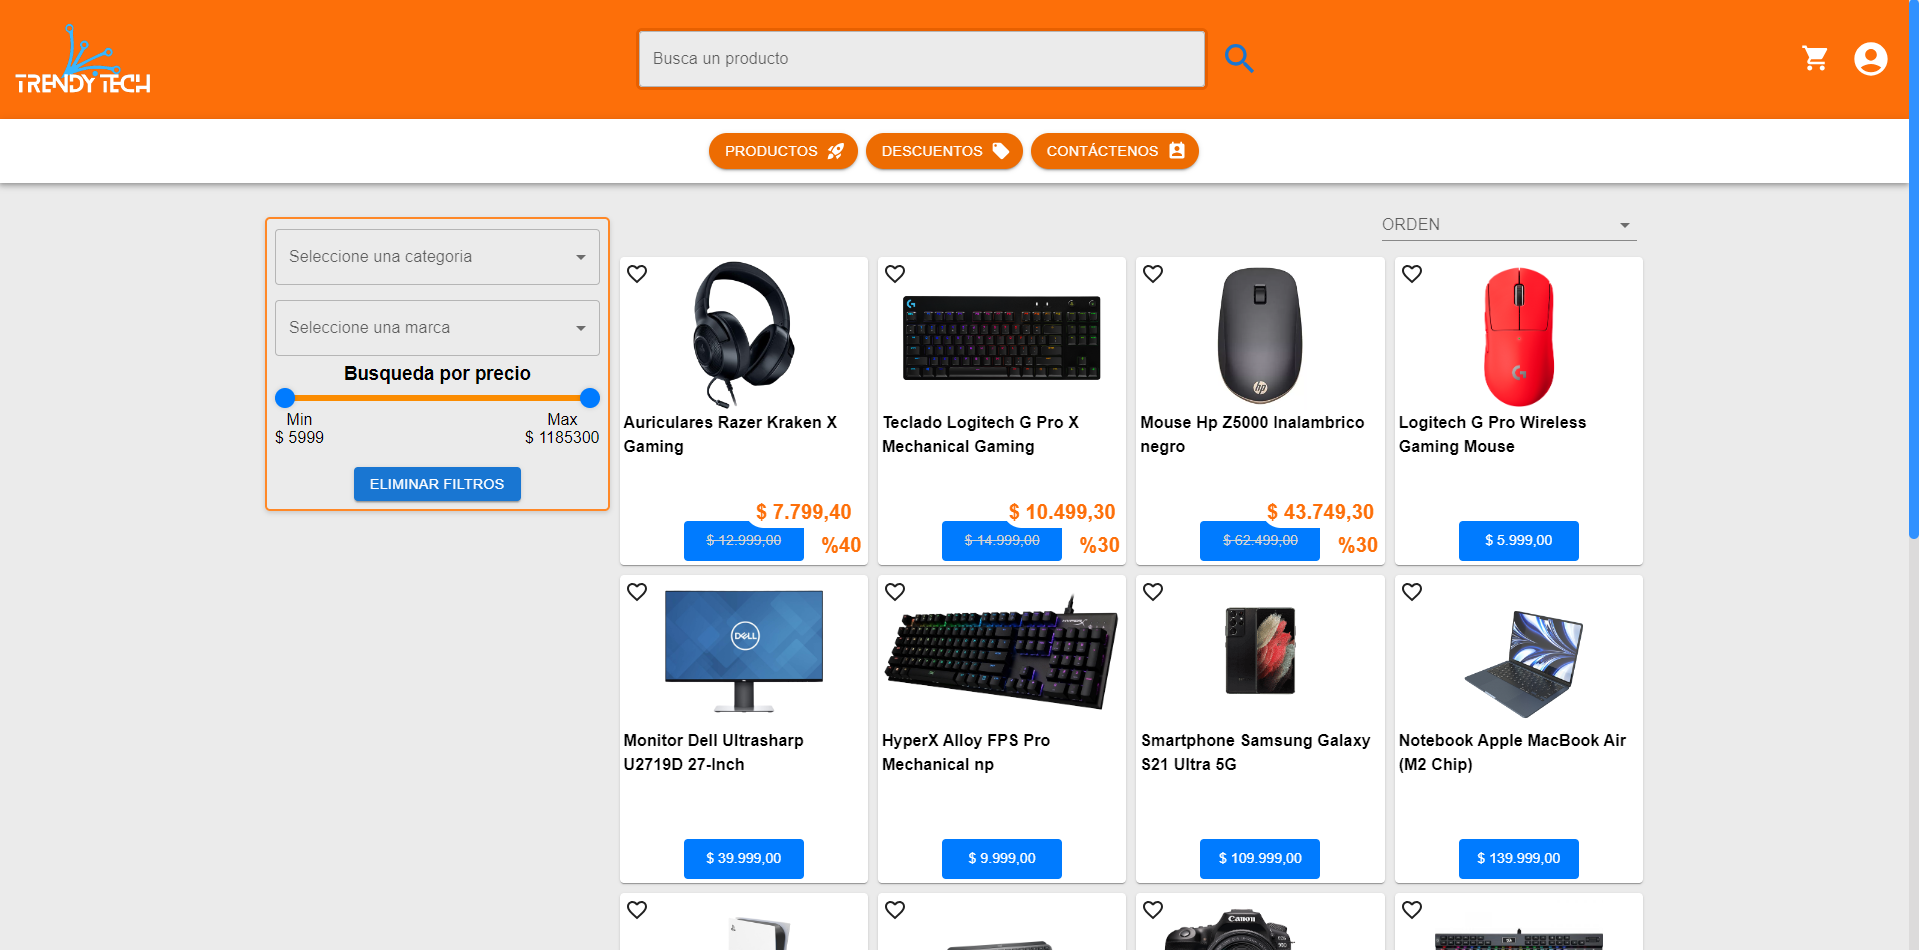 TRENDY TECH
Busca un producto
PRODUCTOS
DESCUENTOS
CONTÁCTENOS
ORDEN
Seleccione una categoria
Seleccione una marca
Busqueda por precio
Min
$ 5999
Max
$ 1185300
ELIMINAR FILTROS
Auriculares Razer Kraken X
Gaming
$ 7.799,40
$ 12.999,00
%40
Teclado Logitech G Pro X
Mechanical Gaming
$ 10.499,30
$ 14.999,00
%30
hp
Mouse Hp Z5000 Inalambrico
negro
$ 43.749,30
$ 62.499,00
%30
Logitech G Pro Wireless
Gaming Mouse
$ 5.999,00
DELL
Monitor Dell Ultrasharp
U2719D 27-Inch
$ 39.999,00
HYPERX
HyperX Alloy FPS Pro
Mechanical np
$ 9.999,00
Smartphone Samsung Galaxy
S21 Ultra 5G
$ 109.999,00
Notebook Apple MacBook Air
(M2 Chip)
$ 139.999,00
Canon